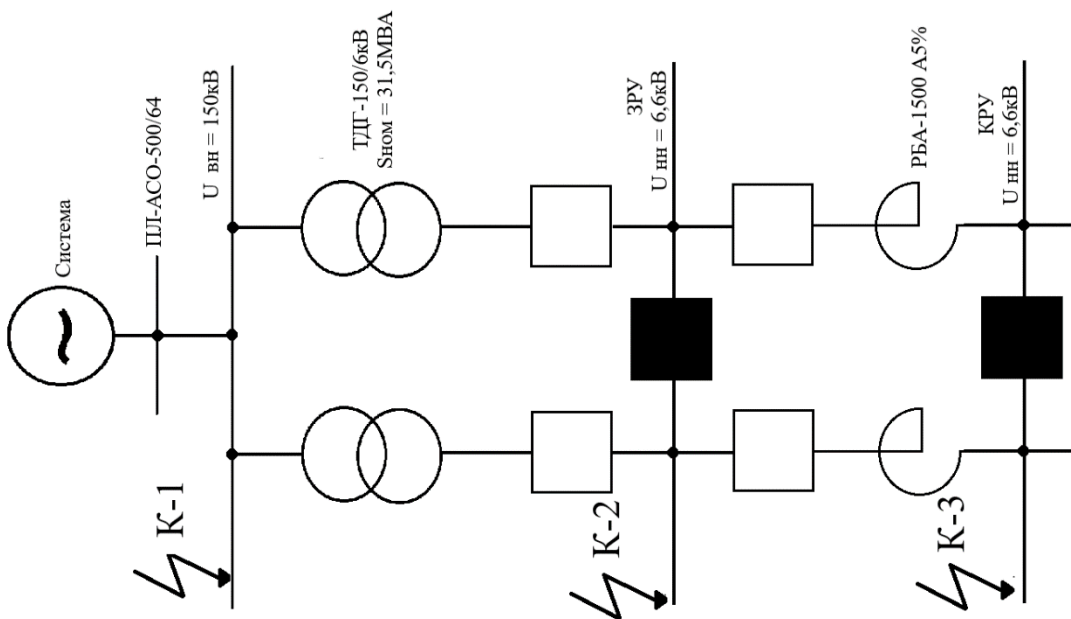 Система
ПЛ-АСО-500/64
U вн = 150кВ
К-1
ТДГ-150/6кВ
Sном = 31,5МВА
ЗРУ
U нн = 6,6кВ
К-2
РБА-1500 А5%
КРУ
U нн = 6,6кВ
К-3